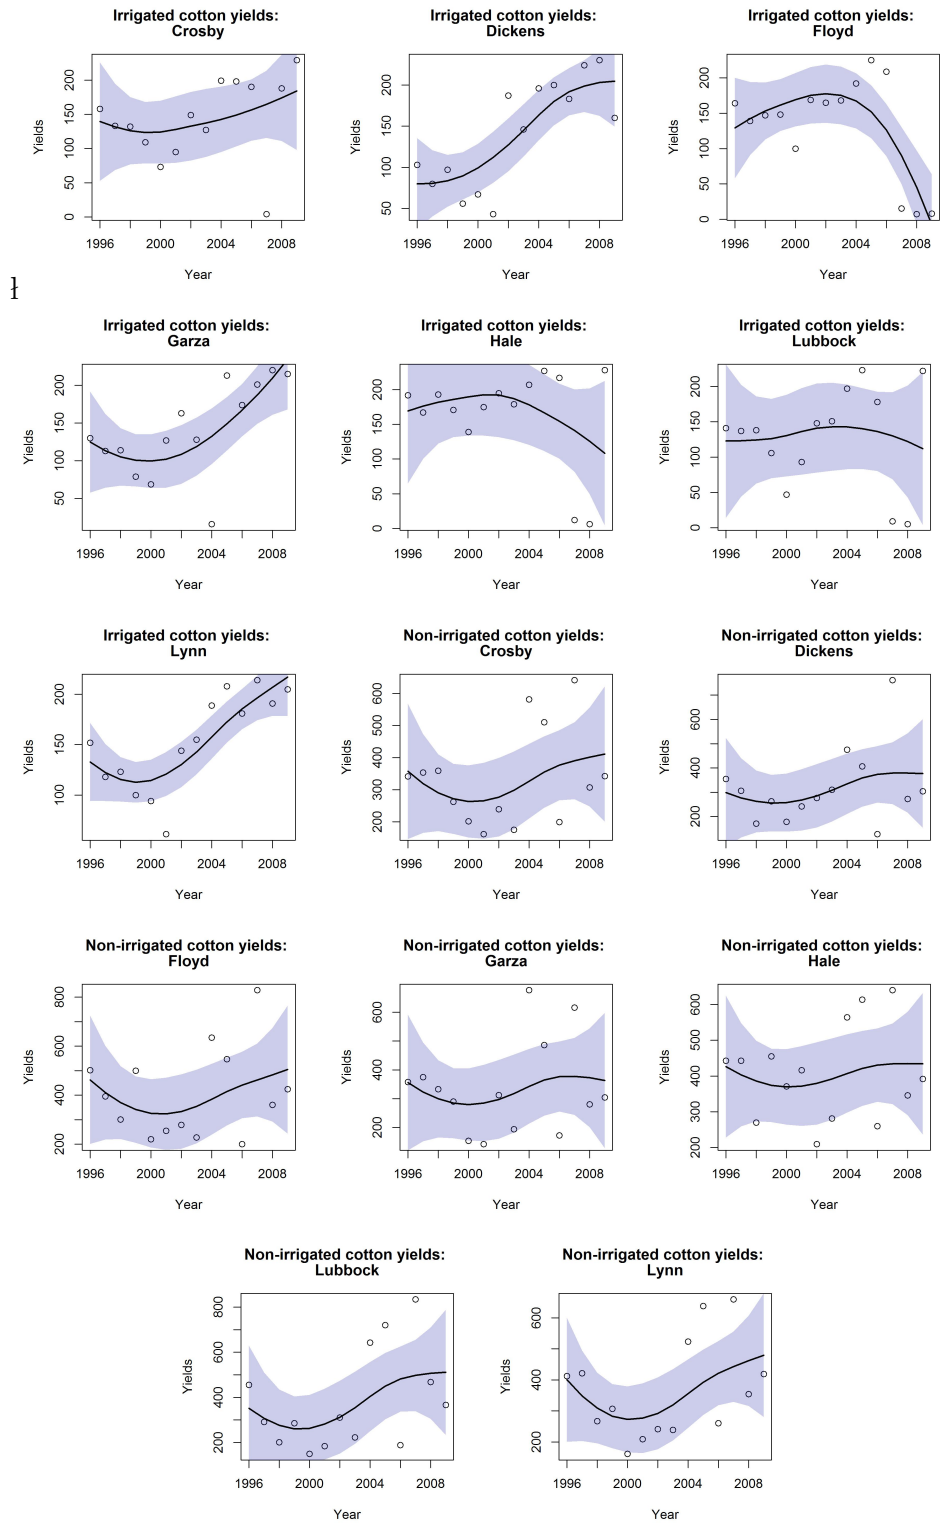 Irrigated cotton yields:
Crosby
Yields
0 50 100 150 200
1996 2000 2004 2008
Year
Irrigated cotton yields:
Dickens
Yields
50 100 150 200
1996 2000 2004 2008
Year
Irrigated cotton yields:
Floyd
Yields
0 50 100 150 200
1996 2000 2004 2008
Year
ł
Irrigated cotton yields:
Garza
Yields
50 100 150 200
1996 2000 2004 2008
Year
Irrigated cotton yields:
Hale
Yields
0 50 100 150 200
1996 2000 2004 2008
Year
Irrigated cotton yields:
Lubbock
Yields
0 50 100 150 200
1996 2000 2004 2008
Year
Irrigated cotton yields:
Lynn
Yields
100 150 200
1996 2000 2004 2008
Year
Non-irrigated cotton yields:
Crosby
Yields
200 300 400 500 600
1996 2000 2004 2008
Year
Non-irrigated cotton yields:
Dickens
Yields
200 400 600
1996 2000 2004 2008
Year
Non-irrigated cotton yields:
Floyd
Yields
200 400 600 800
1996 2000 2004 2008
Year
Non-irrigated cotton yields:
Garza
Yields
200 400 600
1996 2000 2004 2008
Year
Non-irrigated cotton yields:
Hale
Yields
200 300 400 500 600
1996 2000 2004 2008
Year
Non-irrigated cotton yields:
Lubbock
Yields
200 400 600 800
1996 2000 2004 2008
Year
Non-irrigated cotton yields:
Lynn
Yields
200 400 600
1996 2000 2004 2008
Year